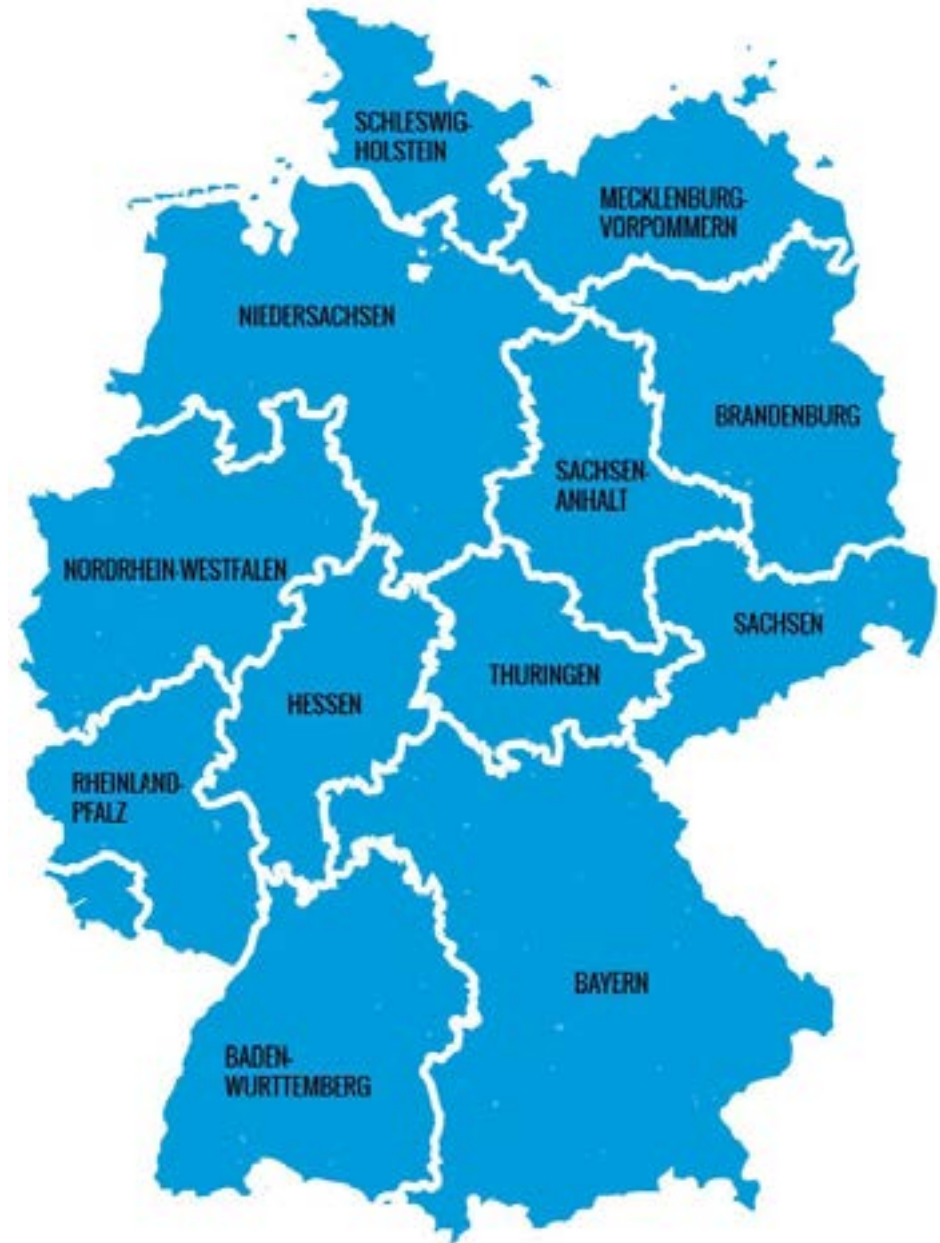 SCHLESWIG-
HOLSTEIN
MECKLENBURG-
VORPOMMERN
NIEDERSACHSEN
BRANDENBURG
SACHSEN-
ANHALT
NORDRHEIN-WESTFALEN
SACHSEN
THURINGEN
HESSEN
RHEINLAND-
PFALZ
BAYERN
BADEN-
WURTTEMBERG